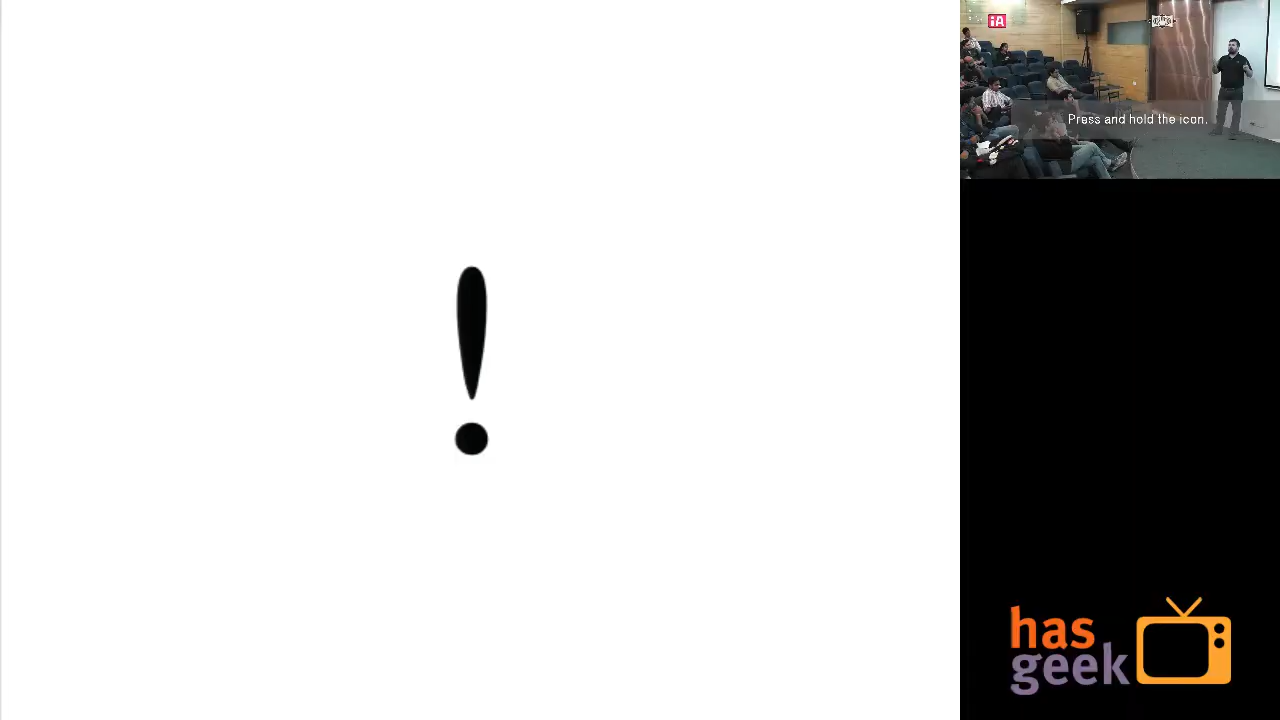 !
iA
Press and hold the icon.
has
geek